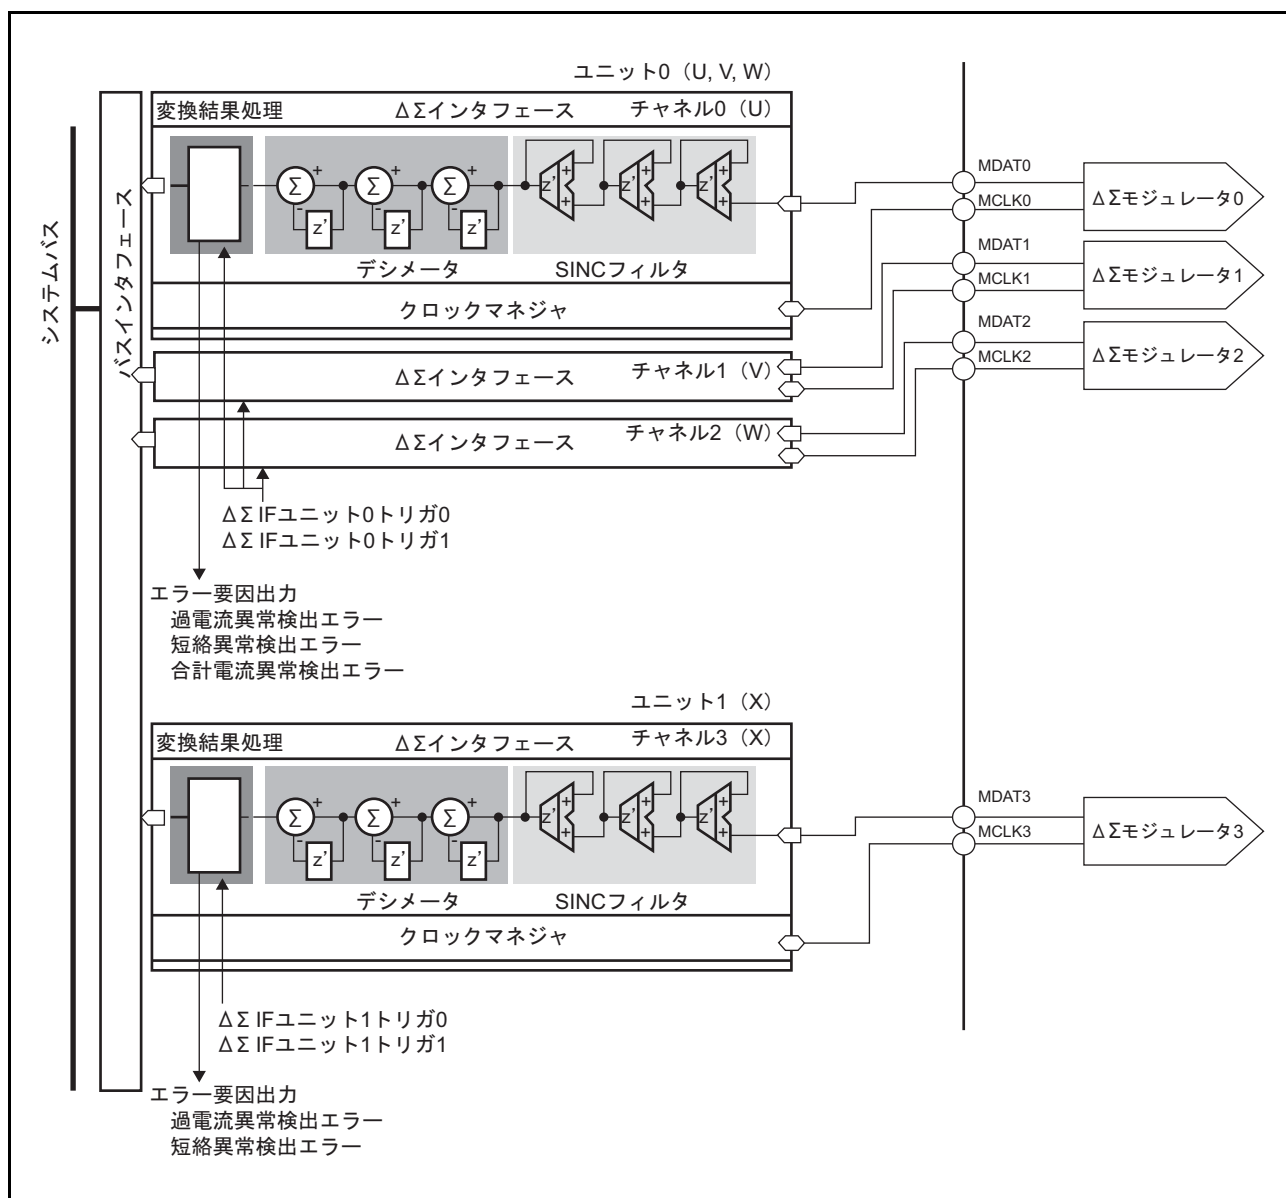 システムバス
バスインタフェース
ユニット0（U, V, W）
変換結果処理
ΔΣインタフェース
チャネル0（U）
Σ
+
-
z’
Σ
+
-
z’
Σ
+
-
z’
z’
+
+
z’
+
+
z’
+
+
デシメータ
SINCフィルタ
クロックマネジャ
ΔΣインタフェース
チャネル1（V）
ΔΣインタフェース
チャネル2（W）
ΔΣ IFユニット0トリガ0
ΔΣ IFユニット0トリガ1
エラー要因出力
過電流異常検出エラー
短絡異常検出エラー
合計電流異常検出エラー
MDAT0
MCLK0
ΔΣモジュレータ0
MDAT1
MCLK1
ΔΣモジュレータ1
MDAT2
MCLK2
ΔΣモジュレータ2
ユニット1（X）
変換結果処理
ΔΣインタフェース
チャネル3（X）
Σ
+
-
z’
Σ
+
-
z’
Σ
+
-
z’
z’
+
+
z’
+
+
z’
+
+
デシメータ
SINCフィルタ
クロックマネジャ
MDAT3
MCLK3
ΔΣモジュレータ3
ΔΣ IFユニット1トリガ0
ΔΣ IFユニット1トリガ1
エラー要因出力
過電流異常検出エラー
短絡異常検出エラー